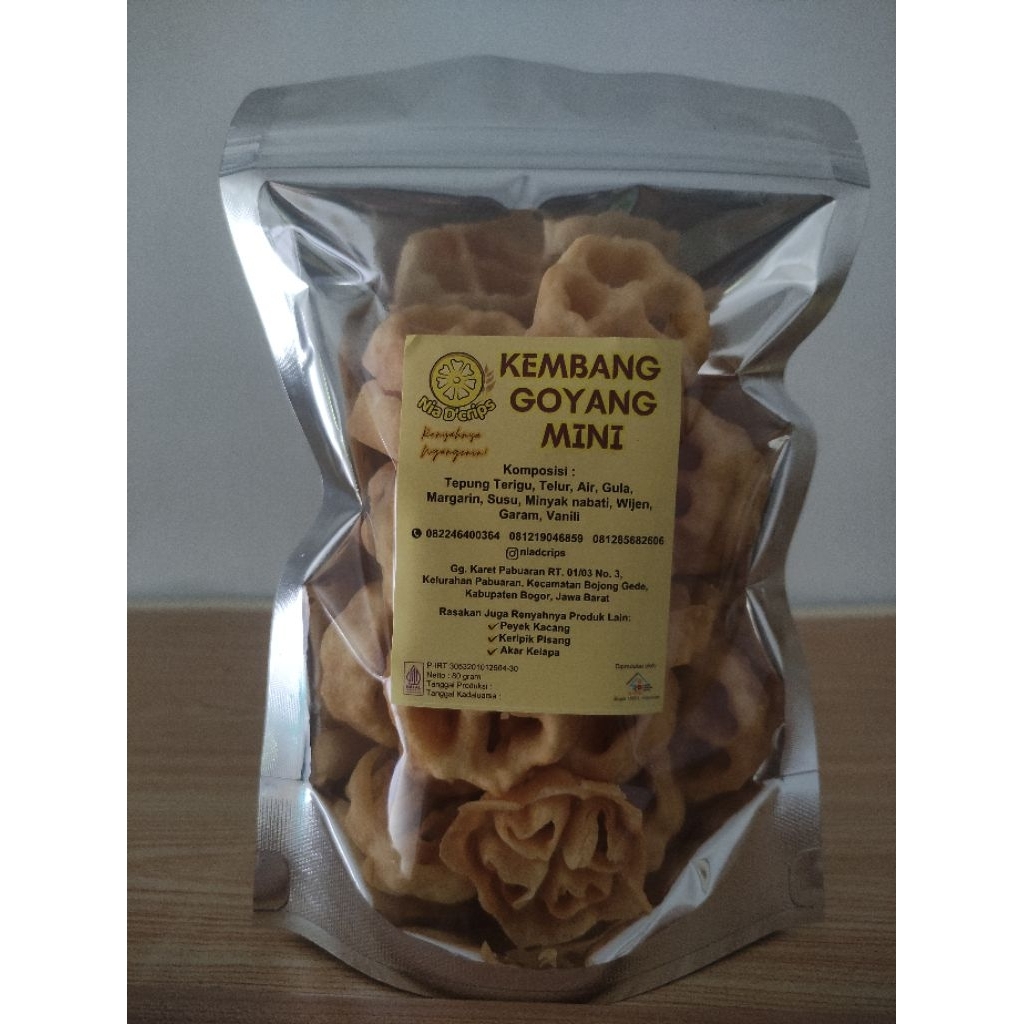 Nia D'crips
Renyahnya
Ngangenin!
KEMBANG
GOYANG
MINI
Komposisi :
Tepung Terigu, Telur, Air, Gula,
Margarin, Susu, Minyak nabati, Wijen,
Garam, Vanili
082246400364 081219046859 081285682606
niadcrips
Gg. Karet Pabuaran RT. 01/03 No. 3,
Kelurahan Pabuaran, Kecamatan Bojong Gede,
Kabupaten Bogor, Jawa Barat
Rasakan Juga Renyahnya Produk Lain:
Peyek Kacang
Keripik Pisang
Akar Kelapa
P-IRT
Netto : 80 gram
Tanggal Produksi :
Tanggal Kadaluarsa :